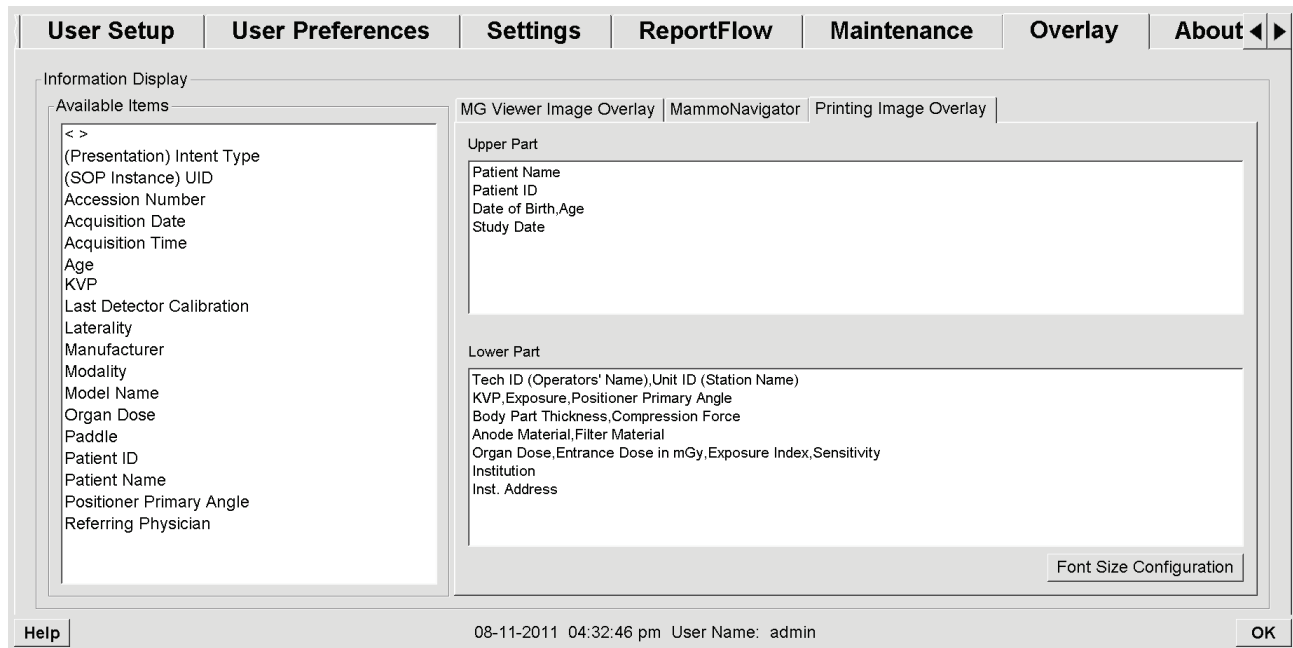 User Setup User Preferences Settings ReportFlow Maintenance Overlay About
Information Display
Available Items
< >
(Presentation) Intent Type
(SOP Instance) UID
Accession Number
Acquisition Date
Acquisition Time
Age
KVP
Last Detector Calibration
Laterality
Manufacturer
Modality
Model Name
Organ Dose
Paddle
Patient ID
Patient Name
Positioner Primary Angle
Referring Physician
MG Viewer Image Overlay MammoNavigator Printing Image Overlay
Upper Part
Patient Name
Patient ID
Date of Birth,Age
Study Date
Lower Part
Tech ID (Operators' Name),Unit ID (Station Name)
KVP,Exposure,Positioner Primary Angle
Body Part Thickness,Compression Force
Anode Material,Filter Material
Organ Dose,Entrance Dose in mGy,Exposure Index,Sensitivity
Institution
Inst. Address
Font Size Configuration
Help 08-11-2011 04:32:46 pm User Name: admin OK